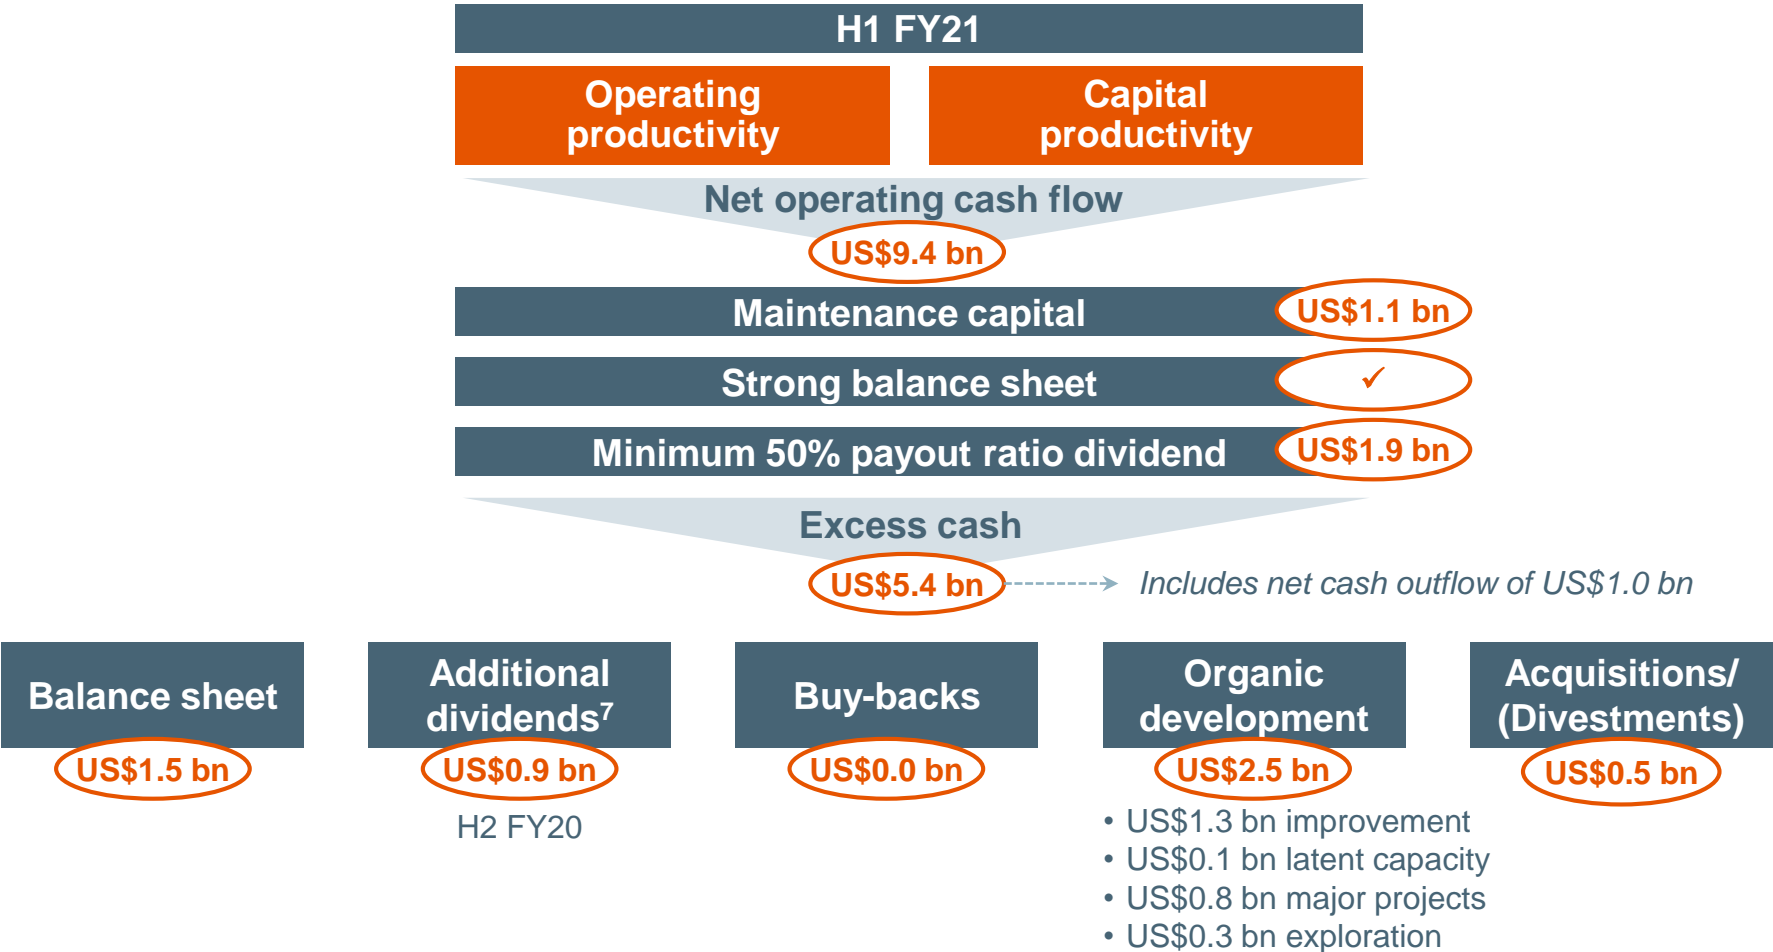 H1 FY21
Operating
productivity
Capital
productivity
Net operating cash flow
US$9.4 bn
Maintenance capital
US$1.1 bn
Strong balance sheet
✓
Minimum 50% payout ratio dividend
US$1.9 bn
Excess cash
US$5.4 bn
Includes net cash outflow of US$1.0 bn
Balance sheet
US$1.5 bn
Additional
dividends⁷
US$0.9 bn
H2 FY20
Buy-backs
US$0.0 bn
Organic
development
US$2.5 bn
• US$1.3 bn improvement
• US$0.1 bn latent capacity
• US$0.8 bn major projects
• US$0.3 bn exploration
Acquisitions/
(Divestments)
US$0.5 bn